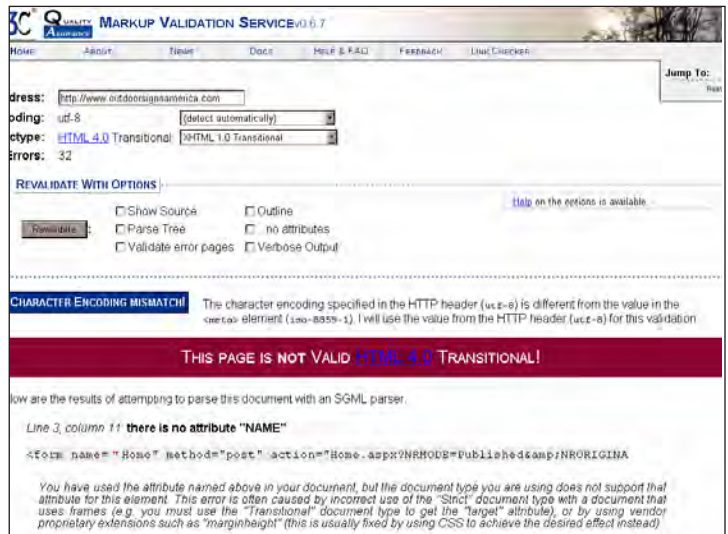 3C Quality Assurance MARKUP VALIDATION SERVICE v0.6.7
HOME ABOUT News Docs HELP & FAQ FEEDBACK LINK CHECKER
Jump To:
dress: http://www.outdoorsignamerica.com
oding: utf-8 (detect automatically)
ctype: HTML 4.0 Transitional XHTML 1.0 Transitional
Errors: 32
REVALIDATE WITH OPTIONS
Help on the options is available.
Show Source Outline
Revalidate : Parse Tree ...no attributes
Validate error pages Verbose Output
CHARACTER ENCODING MISMATCH! The character encoding specified in the HTTP header (utf-8) is different from the value in the
<meta> element (iso-8859-1). I will use the value from the HTTP header (utf-8) for this validation
THIS PAGE IS NOT VALID HTML 4.0 TRANSITIONAL!
low are the results of attempting to parse this document with an SGML parser.
Line 3, column 11: there is no attribute "NAME"
<form name="Home" method="post" action="Home.aspx?NRMODE=Published&amp;NRORIGINA
You have used the attribute named above in your document, but the document type you are using does not support that
attribute for this element. This error is often caused by incorrect use of the "Strict" document type with a document that
uses frames (e.g. you must use the "Transitional" document type to get the "target" attribute), or by using vendor
proprietary extensions such as "marginheight" (this is usually fixed by using CSS to achieve the desired effect instead)